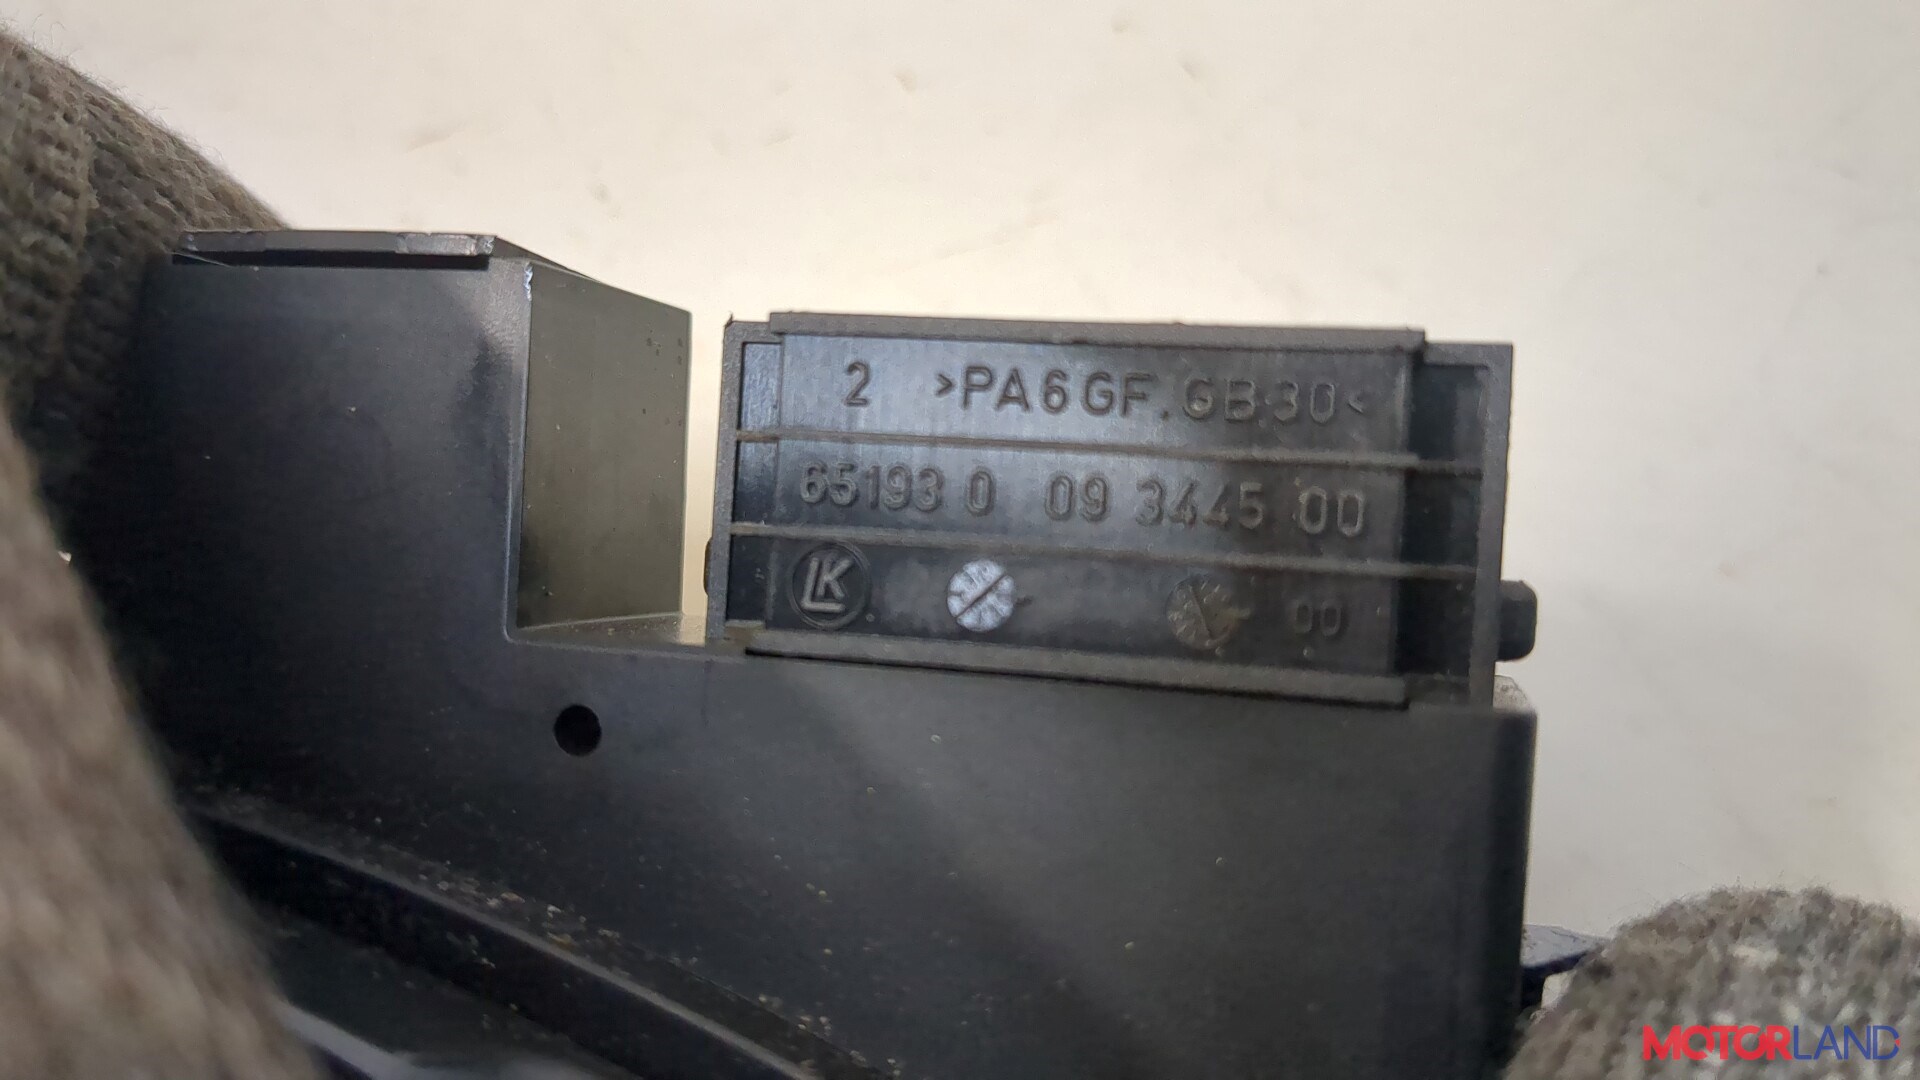 2 >PA6GF.GB30<
65193 0 09 3445 00
LK 00
MOTORLAND